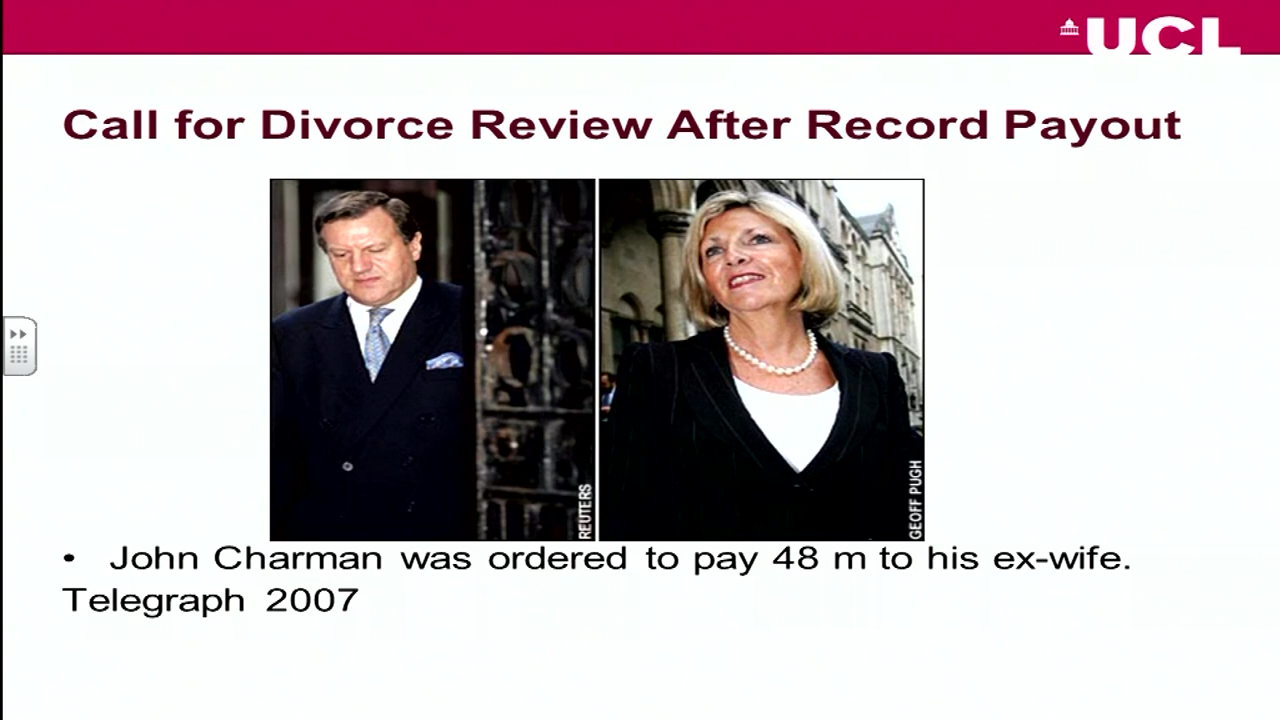 UCL
Call for Divorce Review After Record Payout
REUTERS
GEOFF PUGH
• John Charman was ordered to pay 48 m to his ex-wife.
Telegraph 2007